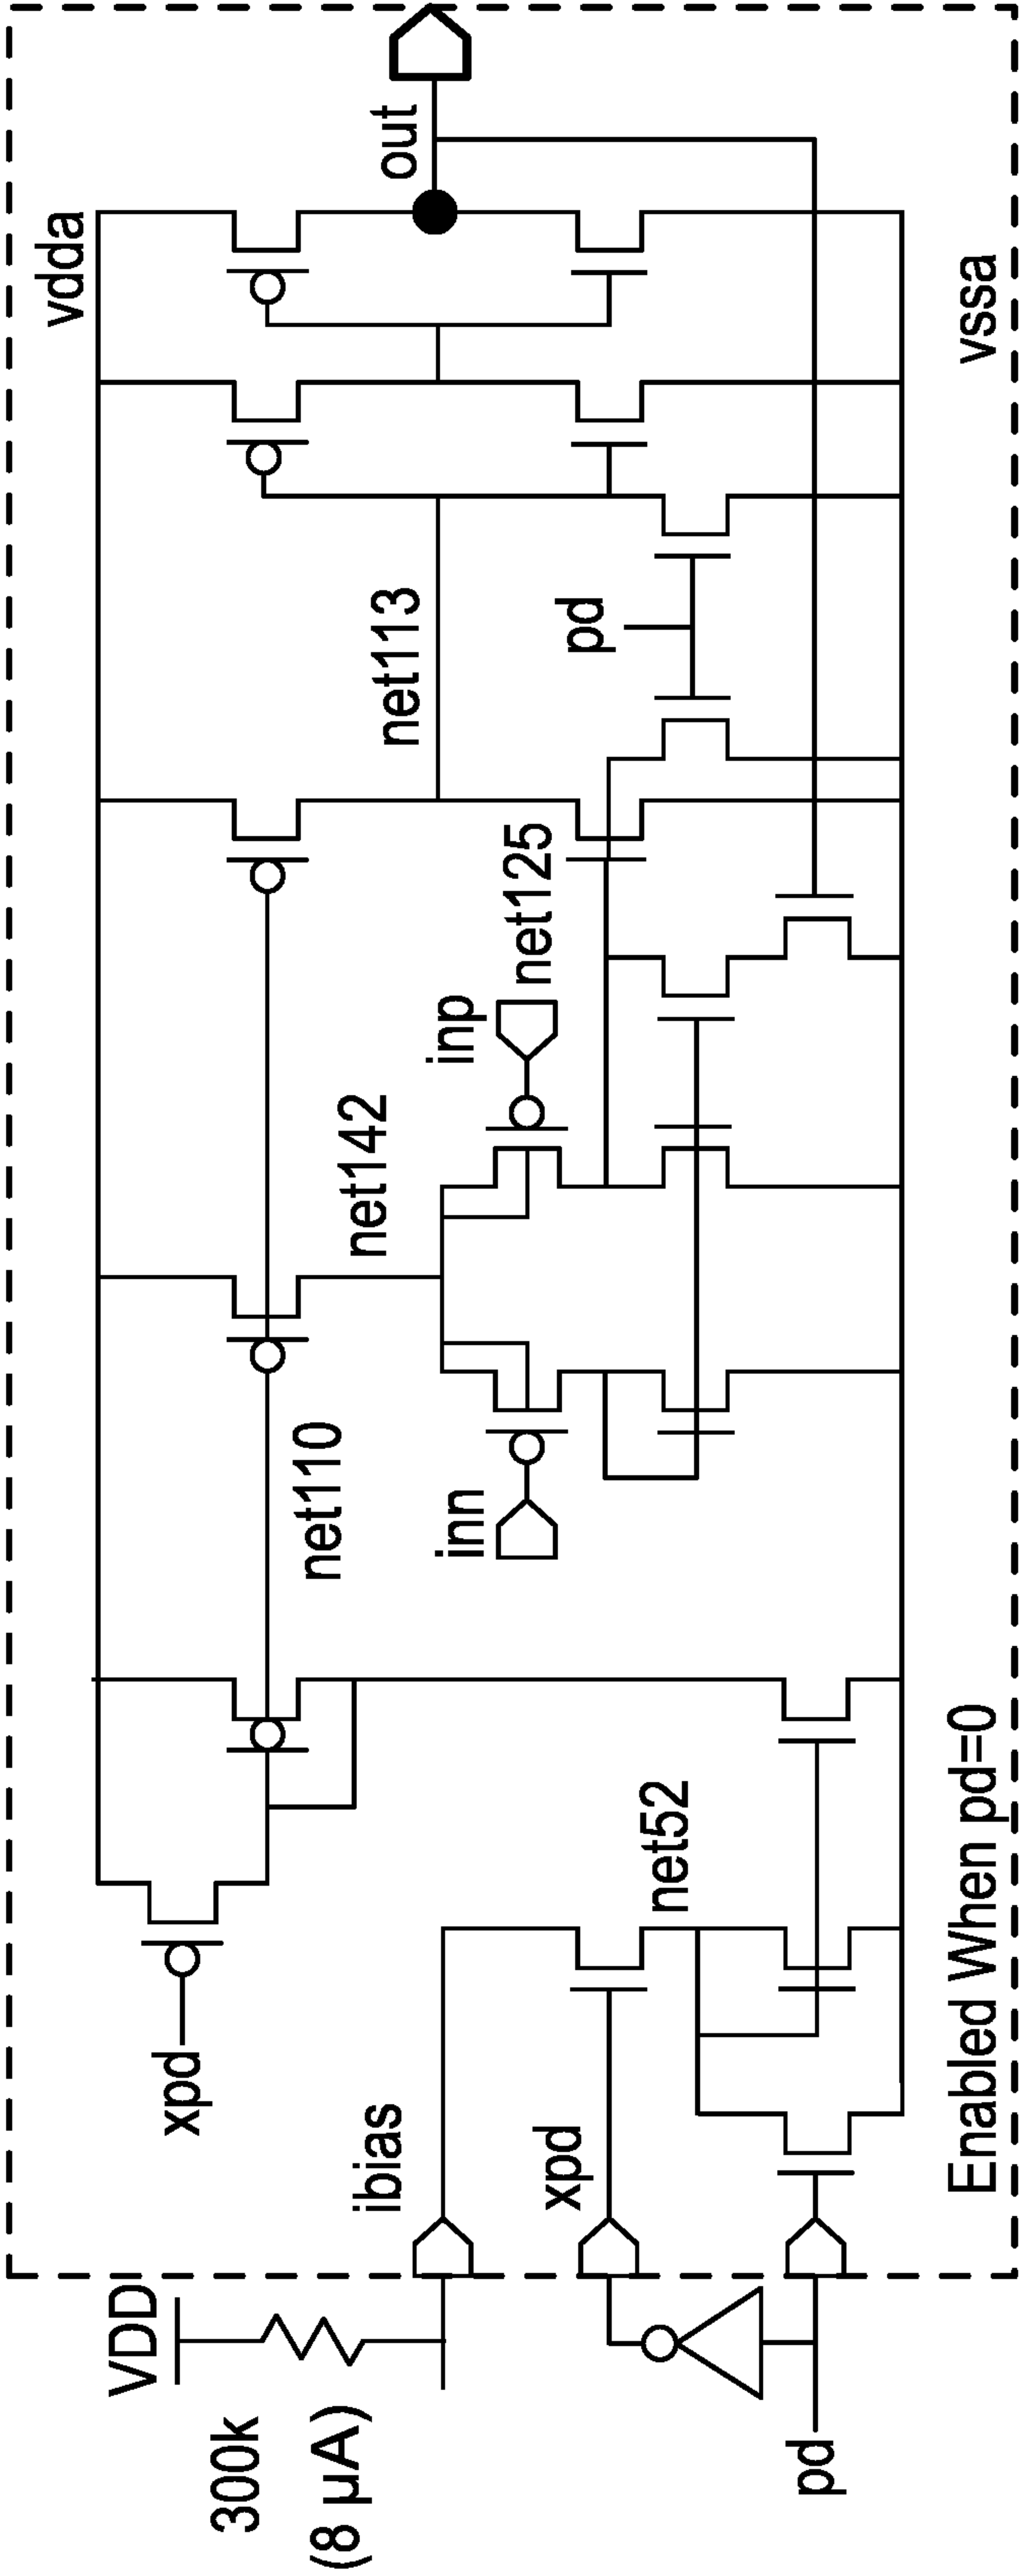 VDD
300k
(8 μA)
pd
ibias
xpd
xpd
net52
net110
inn
net142
inp
net125
net113
pd
vdda
out
vssa
Enabled When pd=0